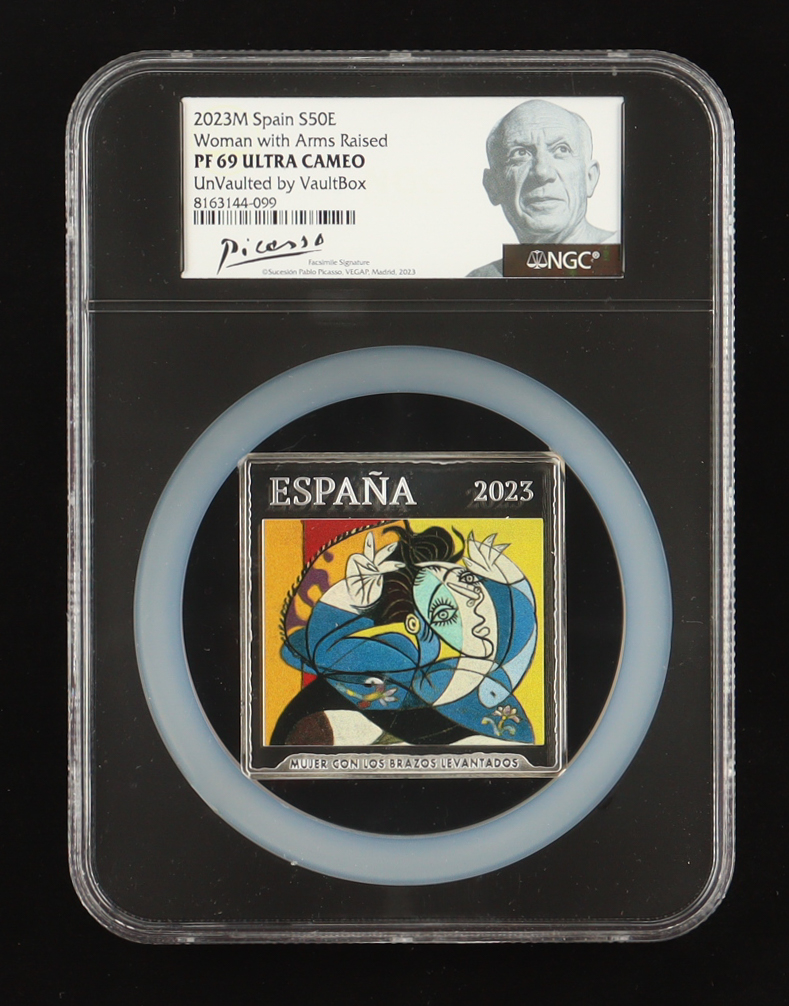 2023M Spain S50E
Woman with Arms Raised
PF 69 ULTRA CAMEO
UnVaulted by VaultBox
8163144-099
Picasso
Facsimile Signature
©Sucesión Pablo Picasso, VEGAP, Madrid, 2023
NGC®
ESPAÑA 2023
MUJER CON LOS BRAZOS LEVANTADOS